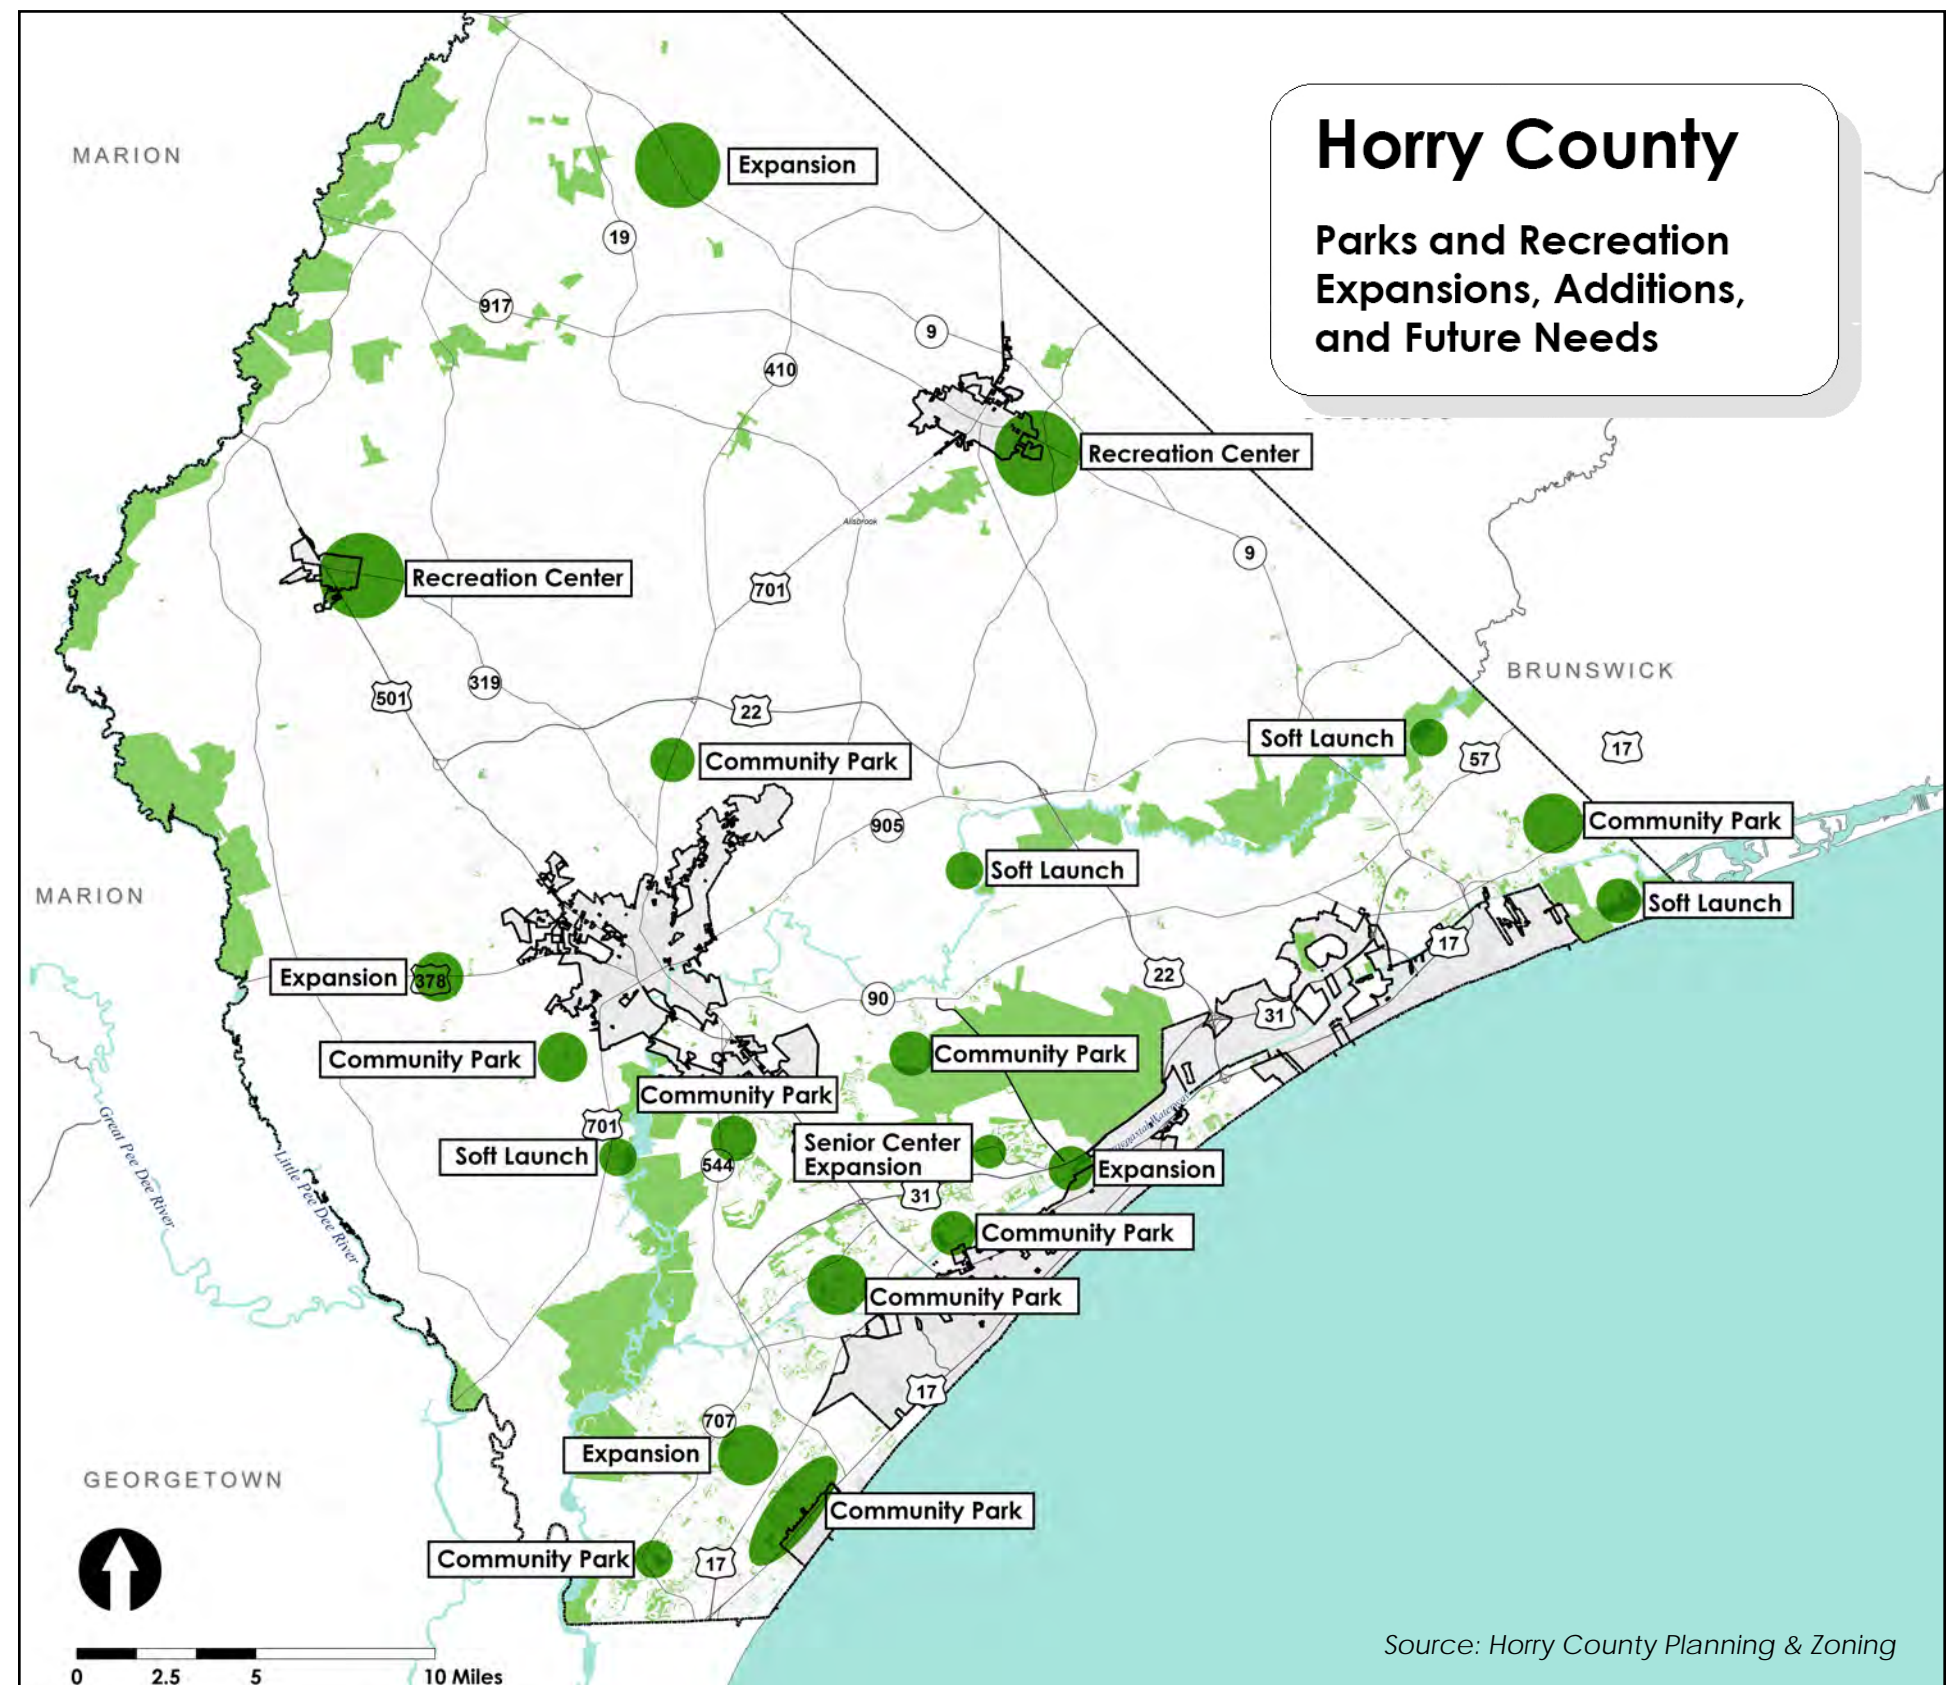 Horry County
Parks and Recreation
Expansions, Additions,
and Future Needs
MARION
Expansion
19
917
9
410
Recreation Center
Allsbrook
9
Recreation Center
701
319
501
22
BRUNSWICK
Soft Launch
17
57
Community Park
905
Community Park
Soft Launch
MARION
Soft Launch
17
Expansion
378
22
90
31
Community Park
Community Park
Community Park
701
Great Pee Dee River
Little Pee Dee River
Soft Launch
544
Senior Center
Expansion
Expansion
31
Community Park
Community Park
17
707
Expansion
GEORGETOWN
Community Park
Community Park
17
Source: Horry County Planning & Zoning
0 2.5 5 10 Miles